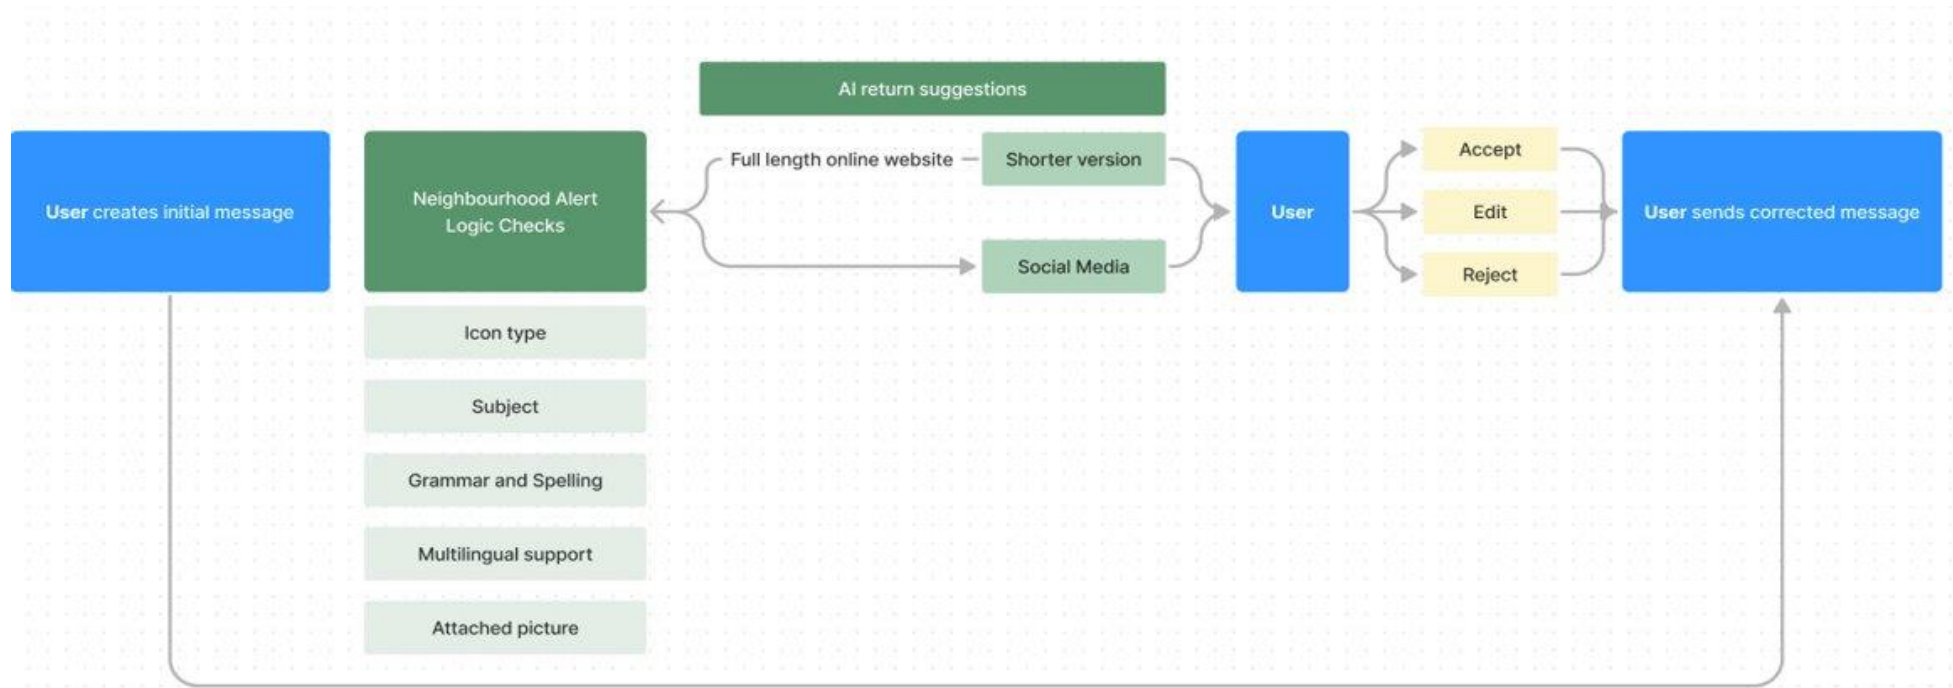 AI return suggestions
User creates initial message
Neighbourhood Alert
Logic Checks
Full length online website
Shorter version
Social Media
User
Accept
Edit
Reject
User sends corrected message
Icon type
Subject
Grammar and Spelling
Multilingual support
Attached picture